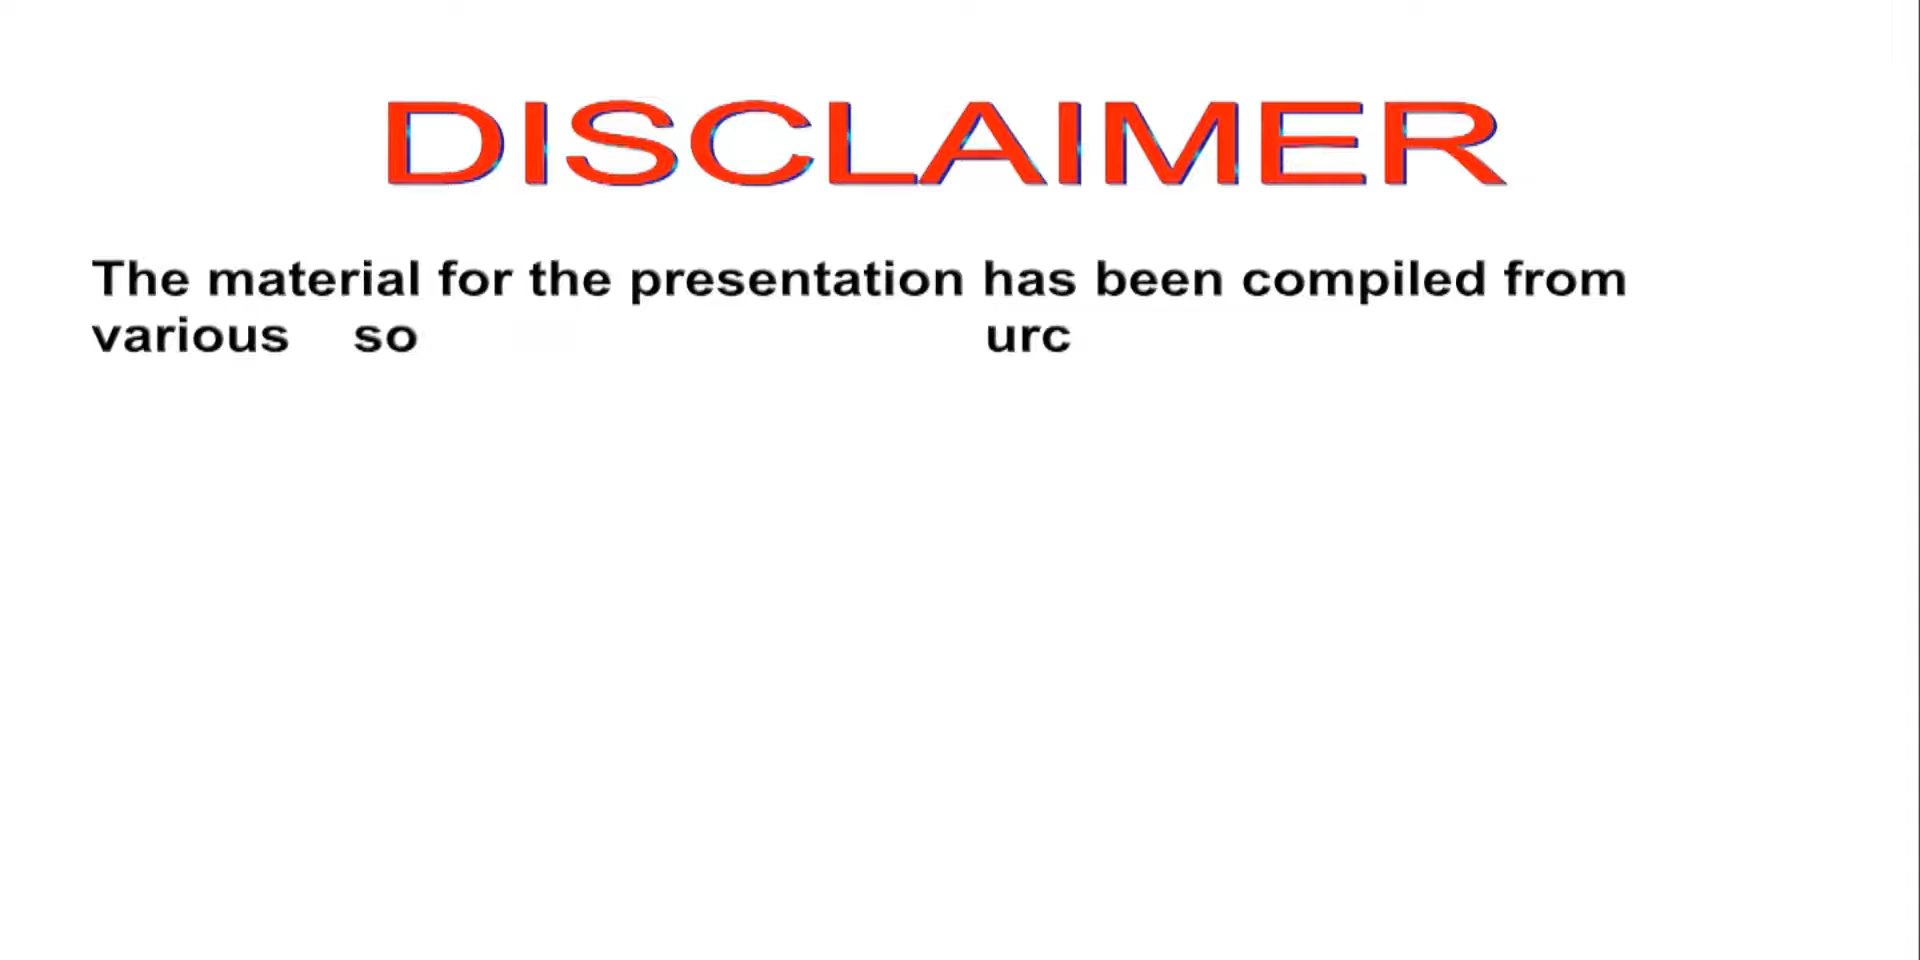 DISCLAIMER
The material for the presentation has been compiled from
various so urc